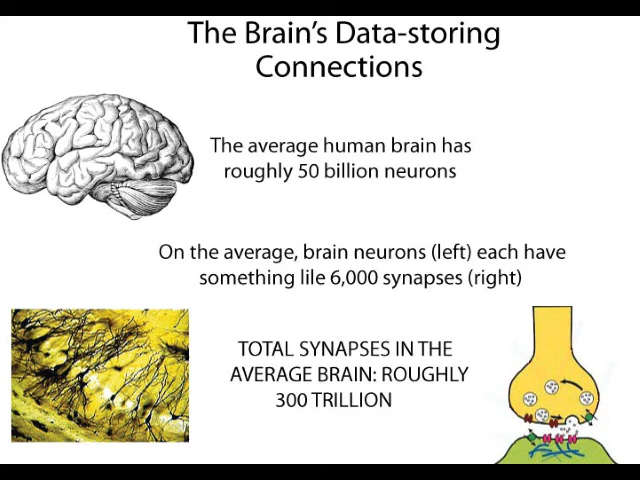 The Brain's Data-storing
Connections
The average human brain has
roughly 50 billion neurons
On the average, brain neurons (left) each have
something lile 6,000 synapses (right)
TOTAL SYNAPSES IN THE
AVERAGE BRAIN: ROUGHLY
300 TRILLION